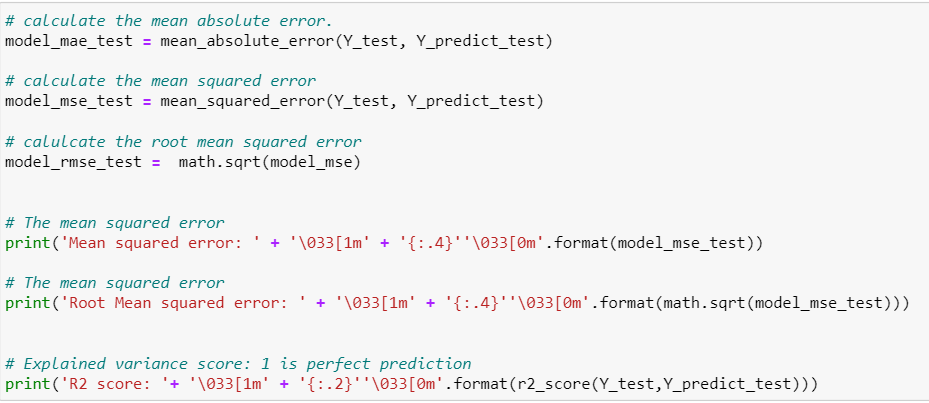 # calculate the mean absolute error.
model_mae_test = mean_absolute_error(Y_test, Y_predict_test)
# calculate the mean squared error
model_mse_test = mean_squared_error(Y_test, Y_predict_test)
# calulcate the root mean squared error
model_rmse_test =  math.sqrt(model_mse)
# The mean squared error
print('Mean squared error: ' + '\033[1m' + '{:.4}''\033[0m'.format(model_mse_test))
# The mean squared error
print('Root Mean squared error: ' + '\033[1m' + '{:.4}''\033[0m'.format(math.sqrt(model_mse_test)))
# Explained variance score: 1 is perfect prediction
print('R2 score: '+ '\033[1m' + '{:.2}''\033[0m'.format(r2_score(Y_test,Y_predict_test)))